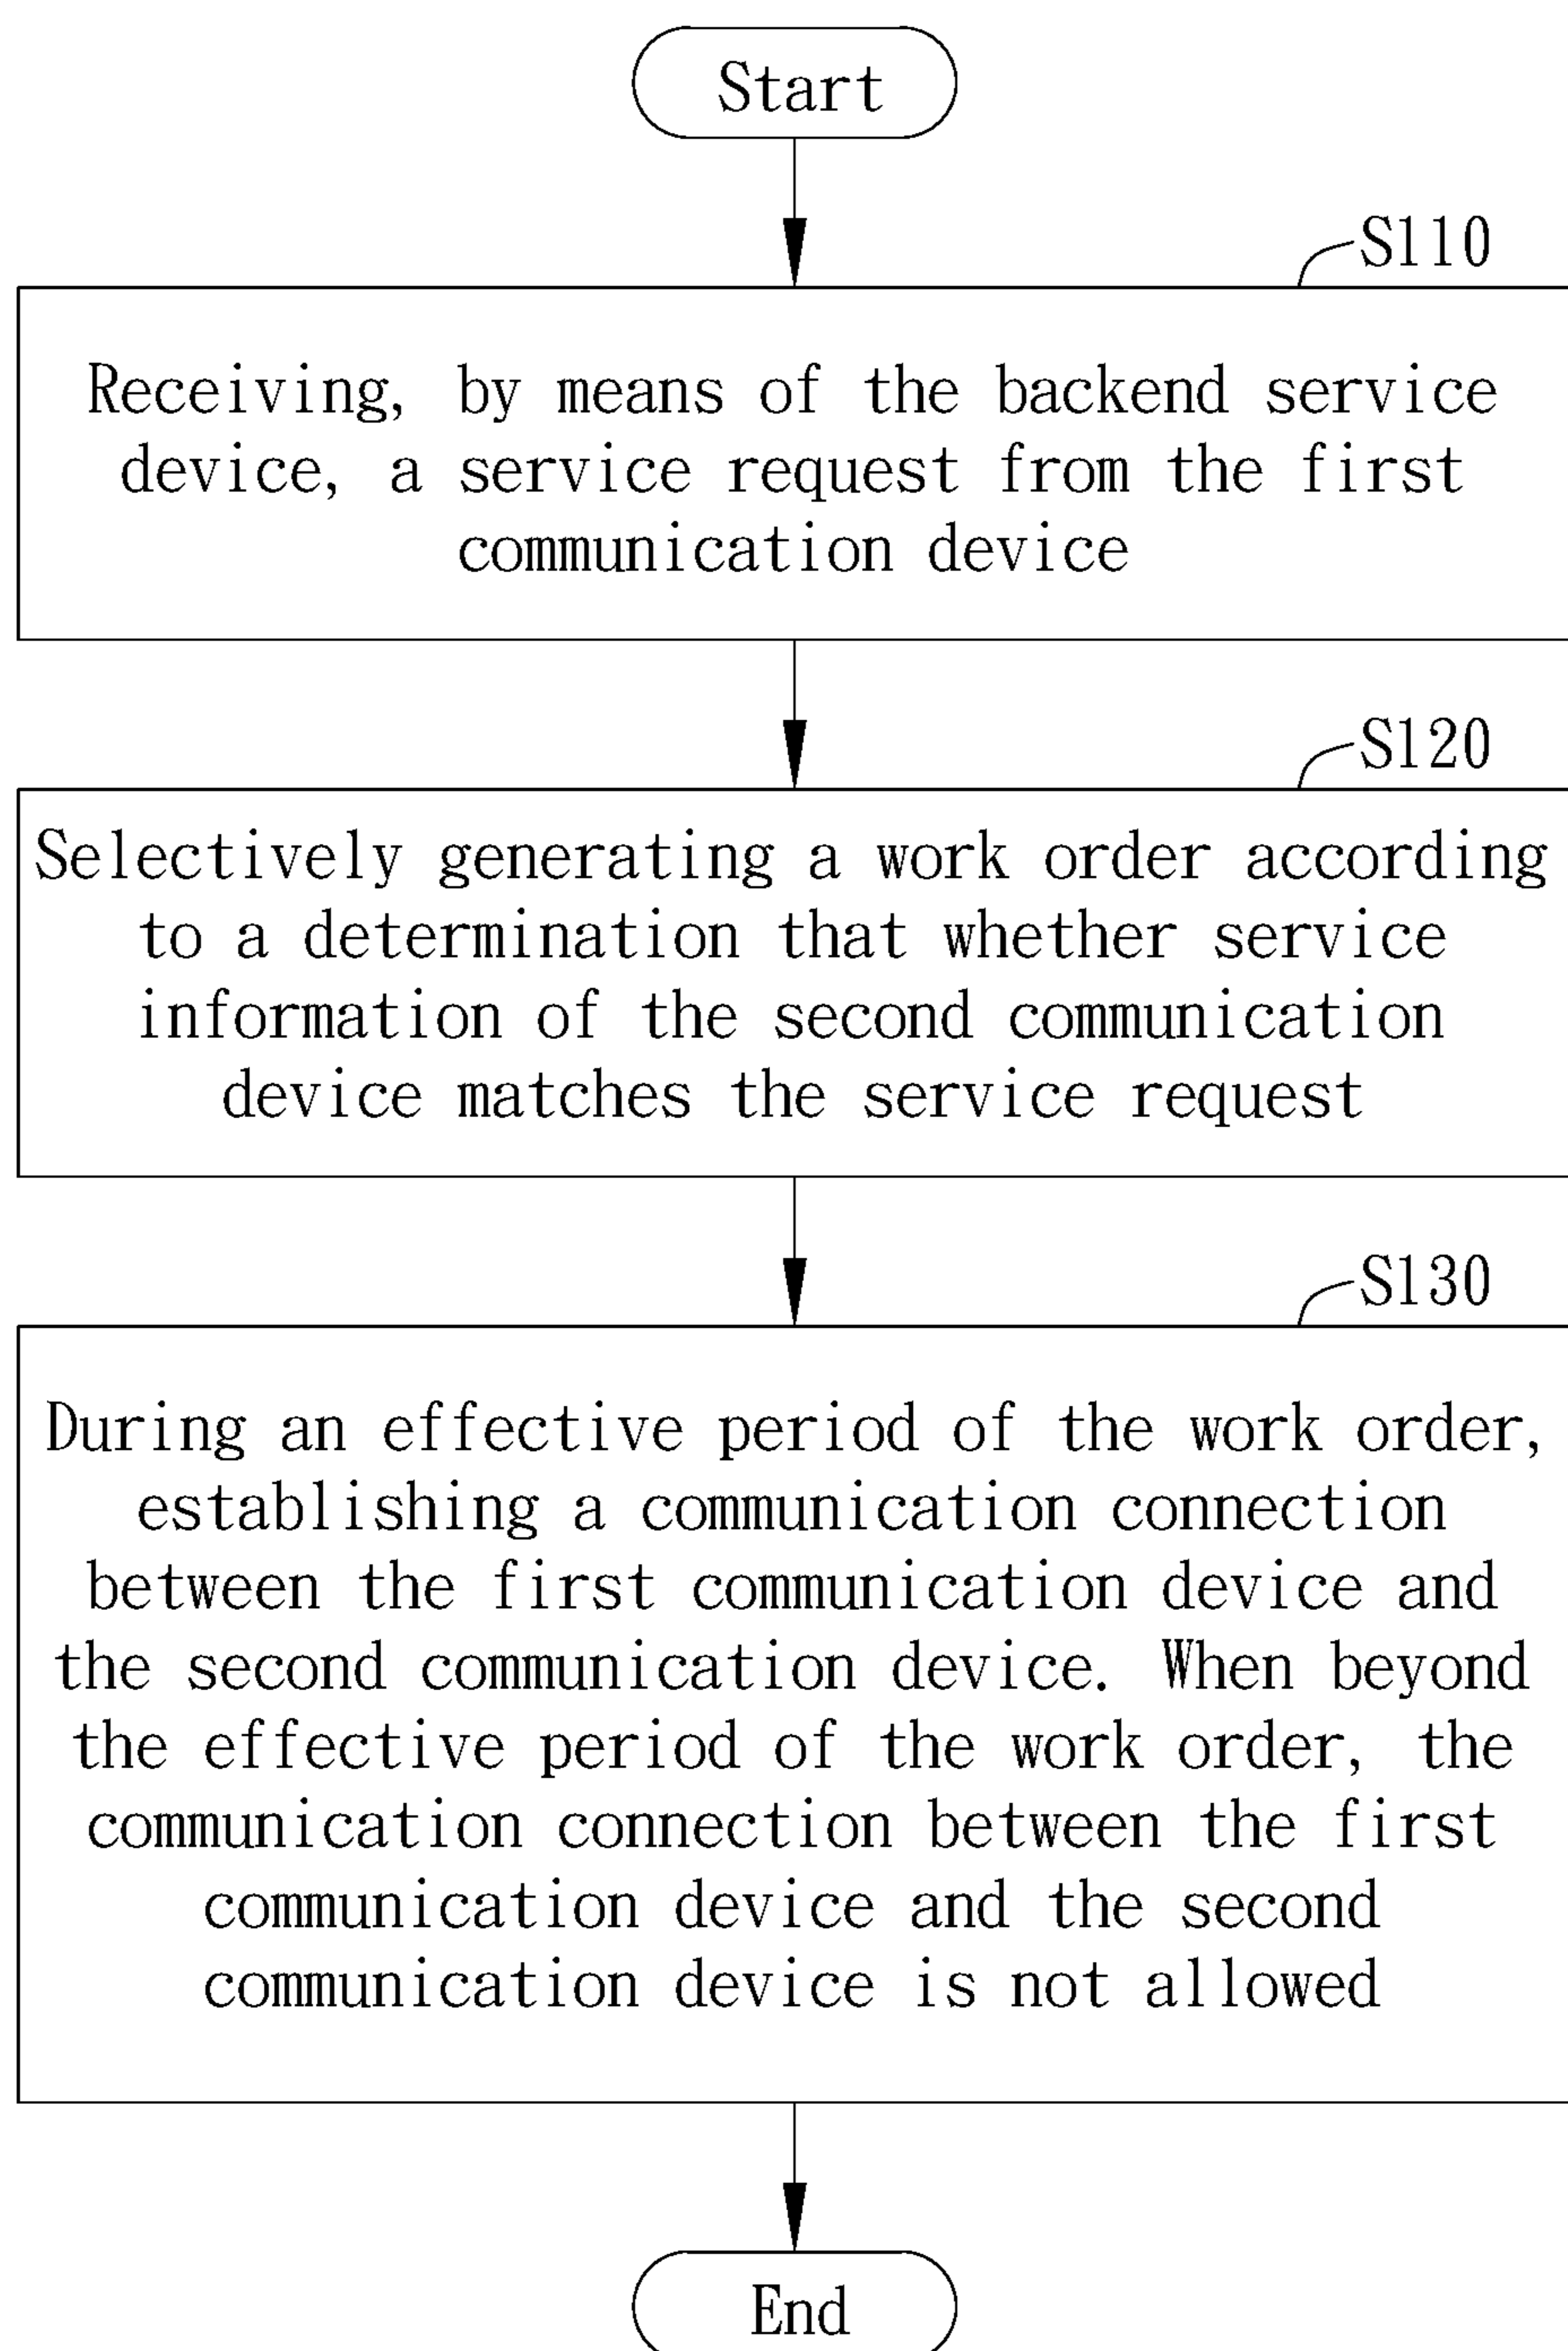 Start
S110
Receiving, by means of the backend service
device, a service request from the first
communication device
S120
Selectively generating a work order according
to a determination that whether service
information of the second communication
device matches the service request
S130
During an effective period of the work order,
establishing a communication connection
between the first communication device and
the second communication device. When beyond
the effective period of the work order, the
communication connection between the first
communication device and the second
communication device is not allowed
End